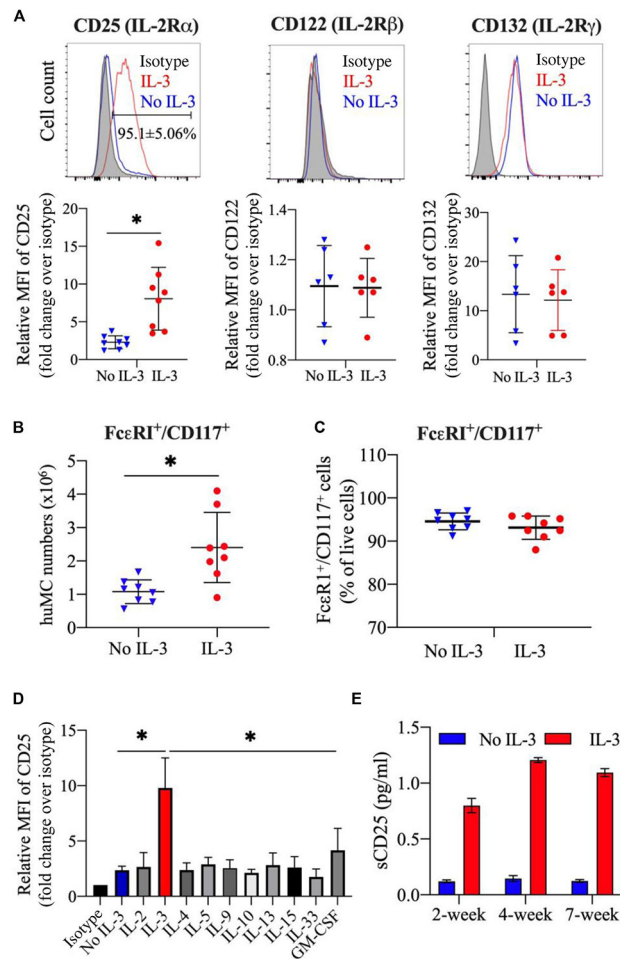 A
CD25 (IL-2Rα)
CD122 (IL-2Rβ)
CD132 (IL-2Rγ)
Cell count
Isotype
IL-3
No IL-3
95.1±5.06%
Isotype
IL-3
No IL-3
Isotype
IL-3
No IL-3
Relative MFI of CD25
(fold change over isotype)
20
15
10
5
0
*
No IL-3 IL-3
Relative MFI of CD122
(fold change over isotype)
1.4
1.2
1.0
0.8
No IL-3 IL-3
Relative MFI of CD132
(fold change over isotype)
30
20
10
0
No IL-3 IL-3
B
FcεRI+/CD117+
huMC numbers (x10⁶)
5
4
3
2
1
0
*
No IL-3 IL-3
C
FcεRI+/CD117+
FcεR1+/CD117+ cells
(% of live cells)
100
90
80
70
No IL-3 IL-3
D
Relative MFI of CD25
(fold change over isotype)
15
10
5
0
*
*
Isotype
No IL-3
IL-2
IL-3
IL-4
IL-5
IL-9
IL-10
IL-13
IL-15
IL-33
GM-CSF
E
No IL-3 IL-3
sCD25 (pg/ml)
1.5
1.0
0.5
0.0
2-week 4-week 7-week